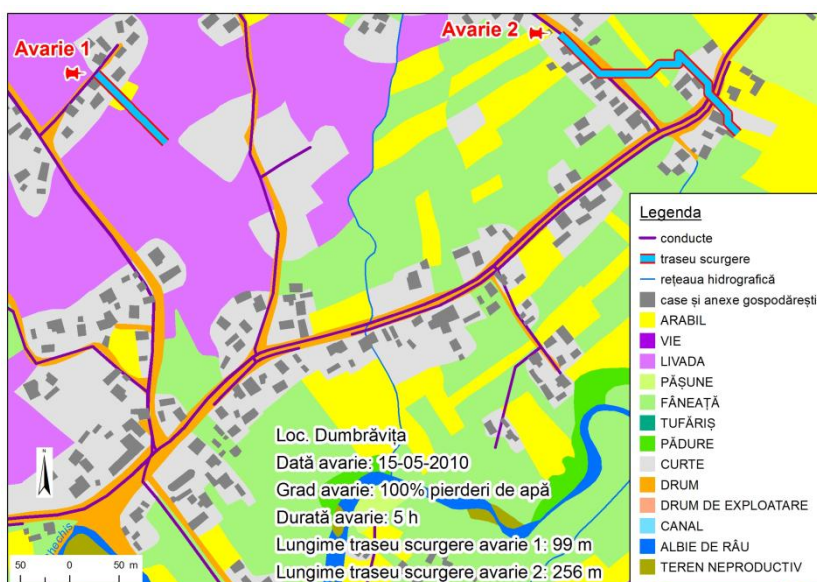 Avarie 1
Avarie 2
Legenda
conducte
traseu scurgere
rețeaua hidrografică
case și anexe gospodărești
ARABIL
VIE
LIVADA
PĂȘUNE
FÂNEAȚĂ
TUFĂRIȘ
PĂDURE
CURTE
DRUM
DRUM DE EXPLOATARE
CANAL
ALBIE DE RÂU
TEREN NEPRODUCTIV
Loc. Dumbrăvița
Dată avarie: 15-05-2010
Grad avarie: 100% pierderi de apă
Durată avarie: 5 h
Lungime traseu scurgere avarie 1: 99 m
Lungime traseu scurgere avarie 2: 256 m
N
50 0 50 m